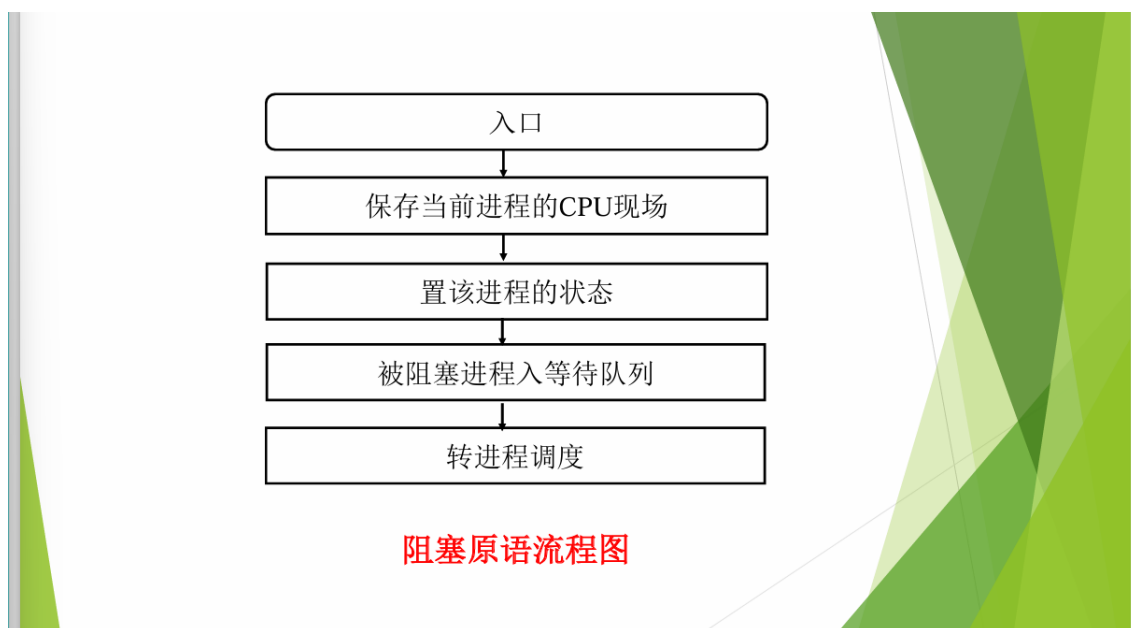 入口
保存当前进程的CPU现场
置该进程的状态
被阻塞进程入等待队列
转进程调度
阻塞原语流程图